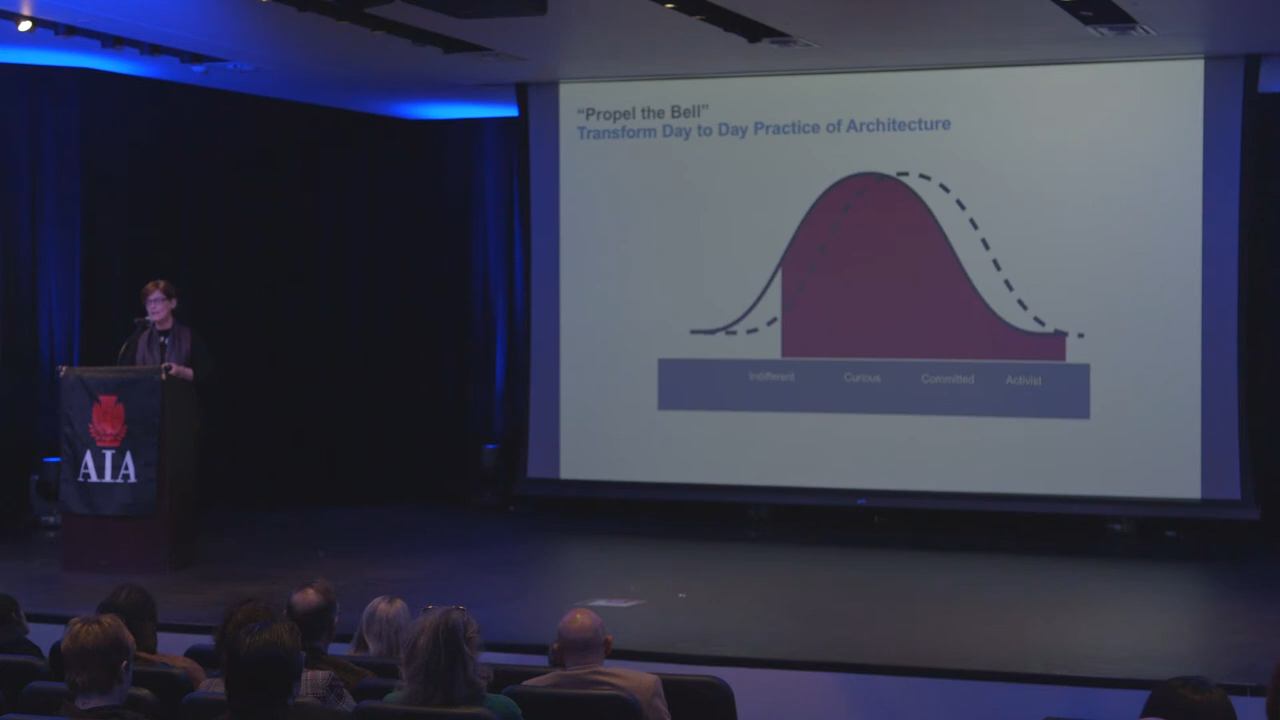 “Propel the Bell”
Transform Day to Day Practice of Architecture
Indifferent Curious Committed Activist
AIA